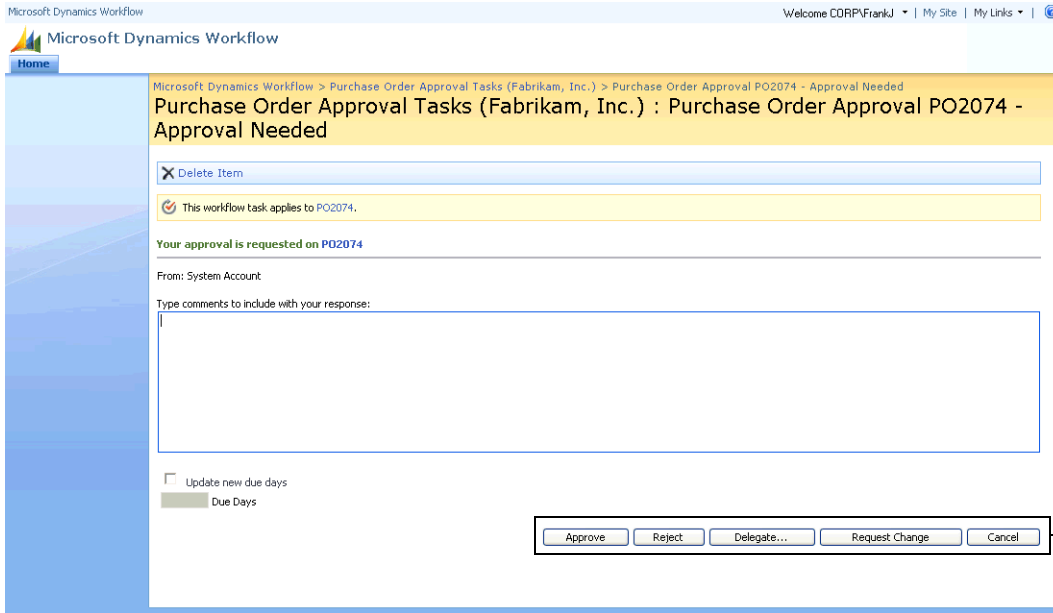 Microsoft Dynamics Workflow
Welcome CORP\FrankJ | My Site | My Links |
Microsoft Dynamics Workflow
Home
Microsoft Dynamics Workflow > Purchase Order Approval Tasks (Fabrikam, Inc.) > Purchase Order Approval PO2074 - Approval Needed
Purchase Order Approval Tasks (Fabrikam, Inc.) : Purchase Order Approval PO2074 -
Approval Needed
Delete Item
This workflow task applies to PO2074.
Your approval is requested on PO2074
From: System Account
Type comments to include with your response:
Update new due days
Due Days
Approve Reject Delegate... Request Change Cancel